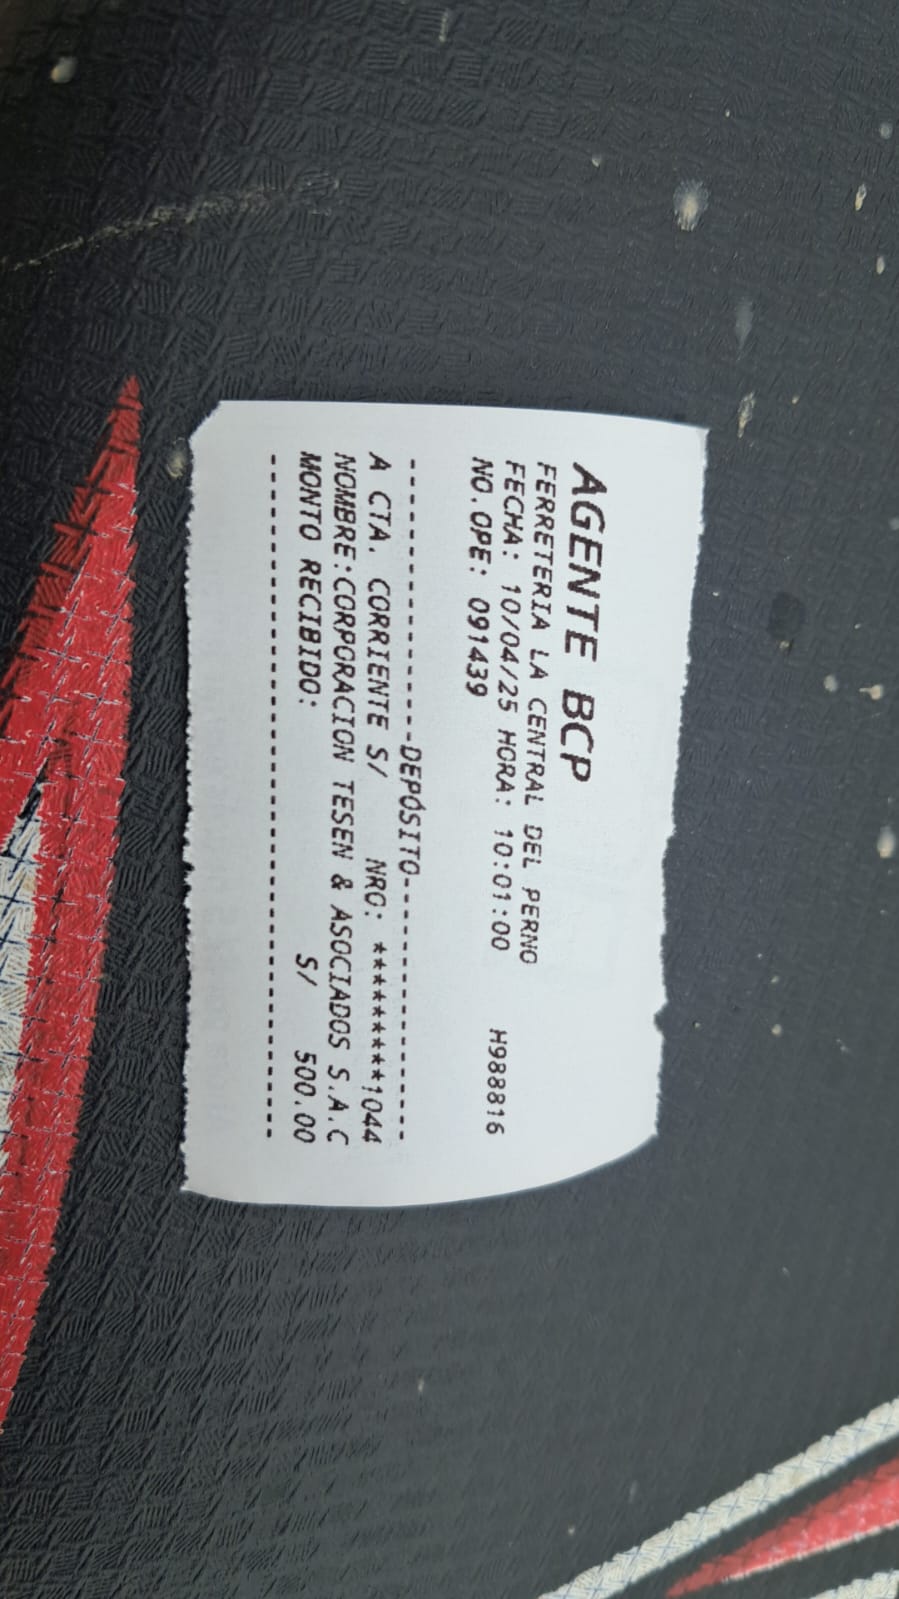 AGENTE BCP
FERRETERIA LA CENTRAL DEL PERNO
FECHA: 10/04/25 HORA: 10:01:00 H988816
NO.OPE: 091439
--------------------DEPÓSITO-------------------
A CTA. CORRIENTE S/ NRO: *********1044
NOMBRE:CORPORACION TESEN & ASOCIADOS S.A.C
MONTO RECIBIDO: S/ 500.00
-----------------------------------------------